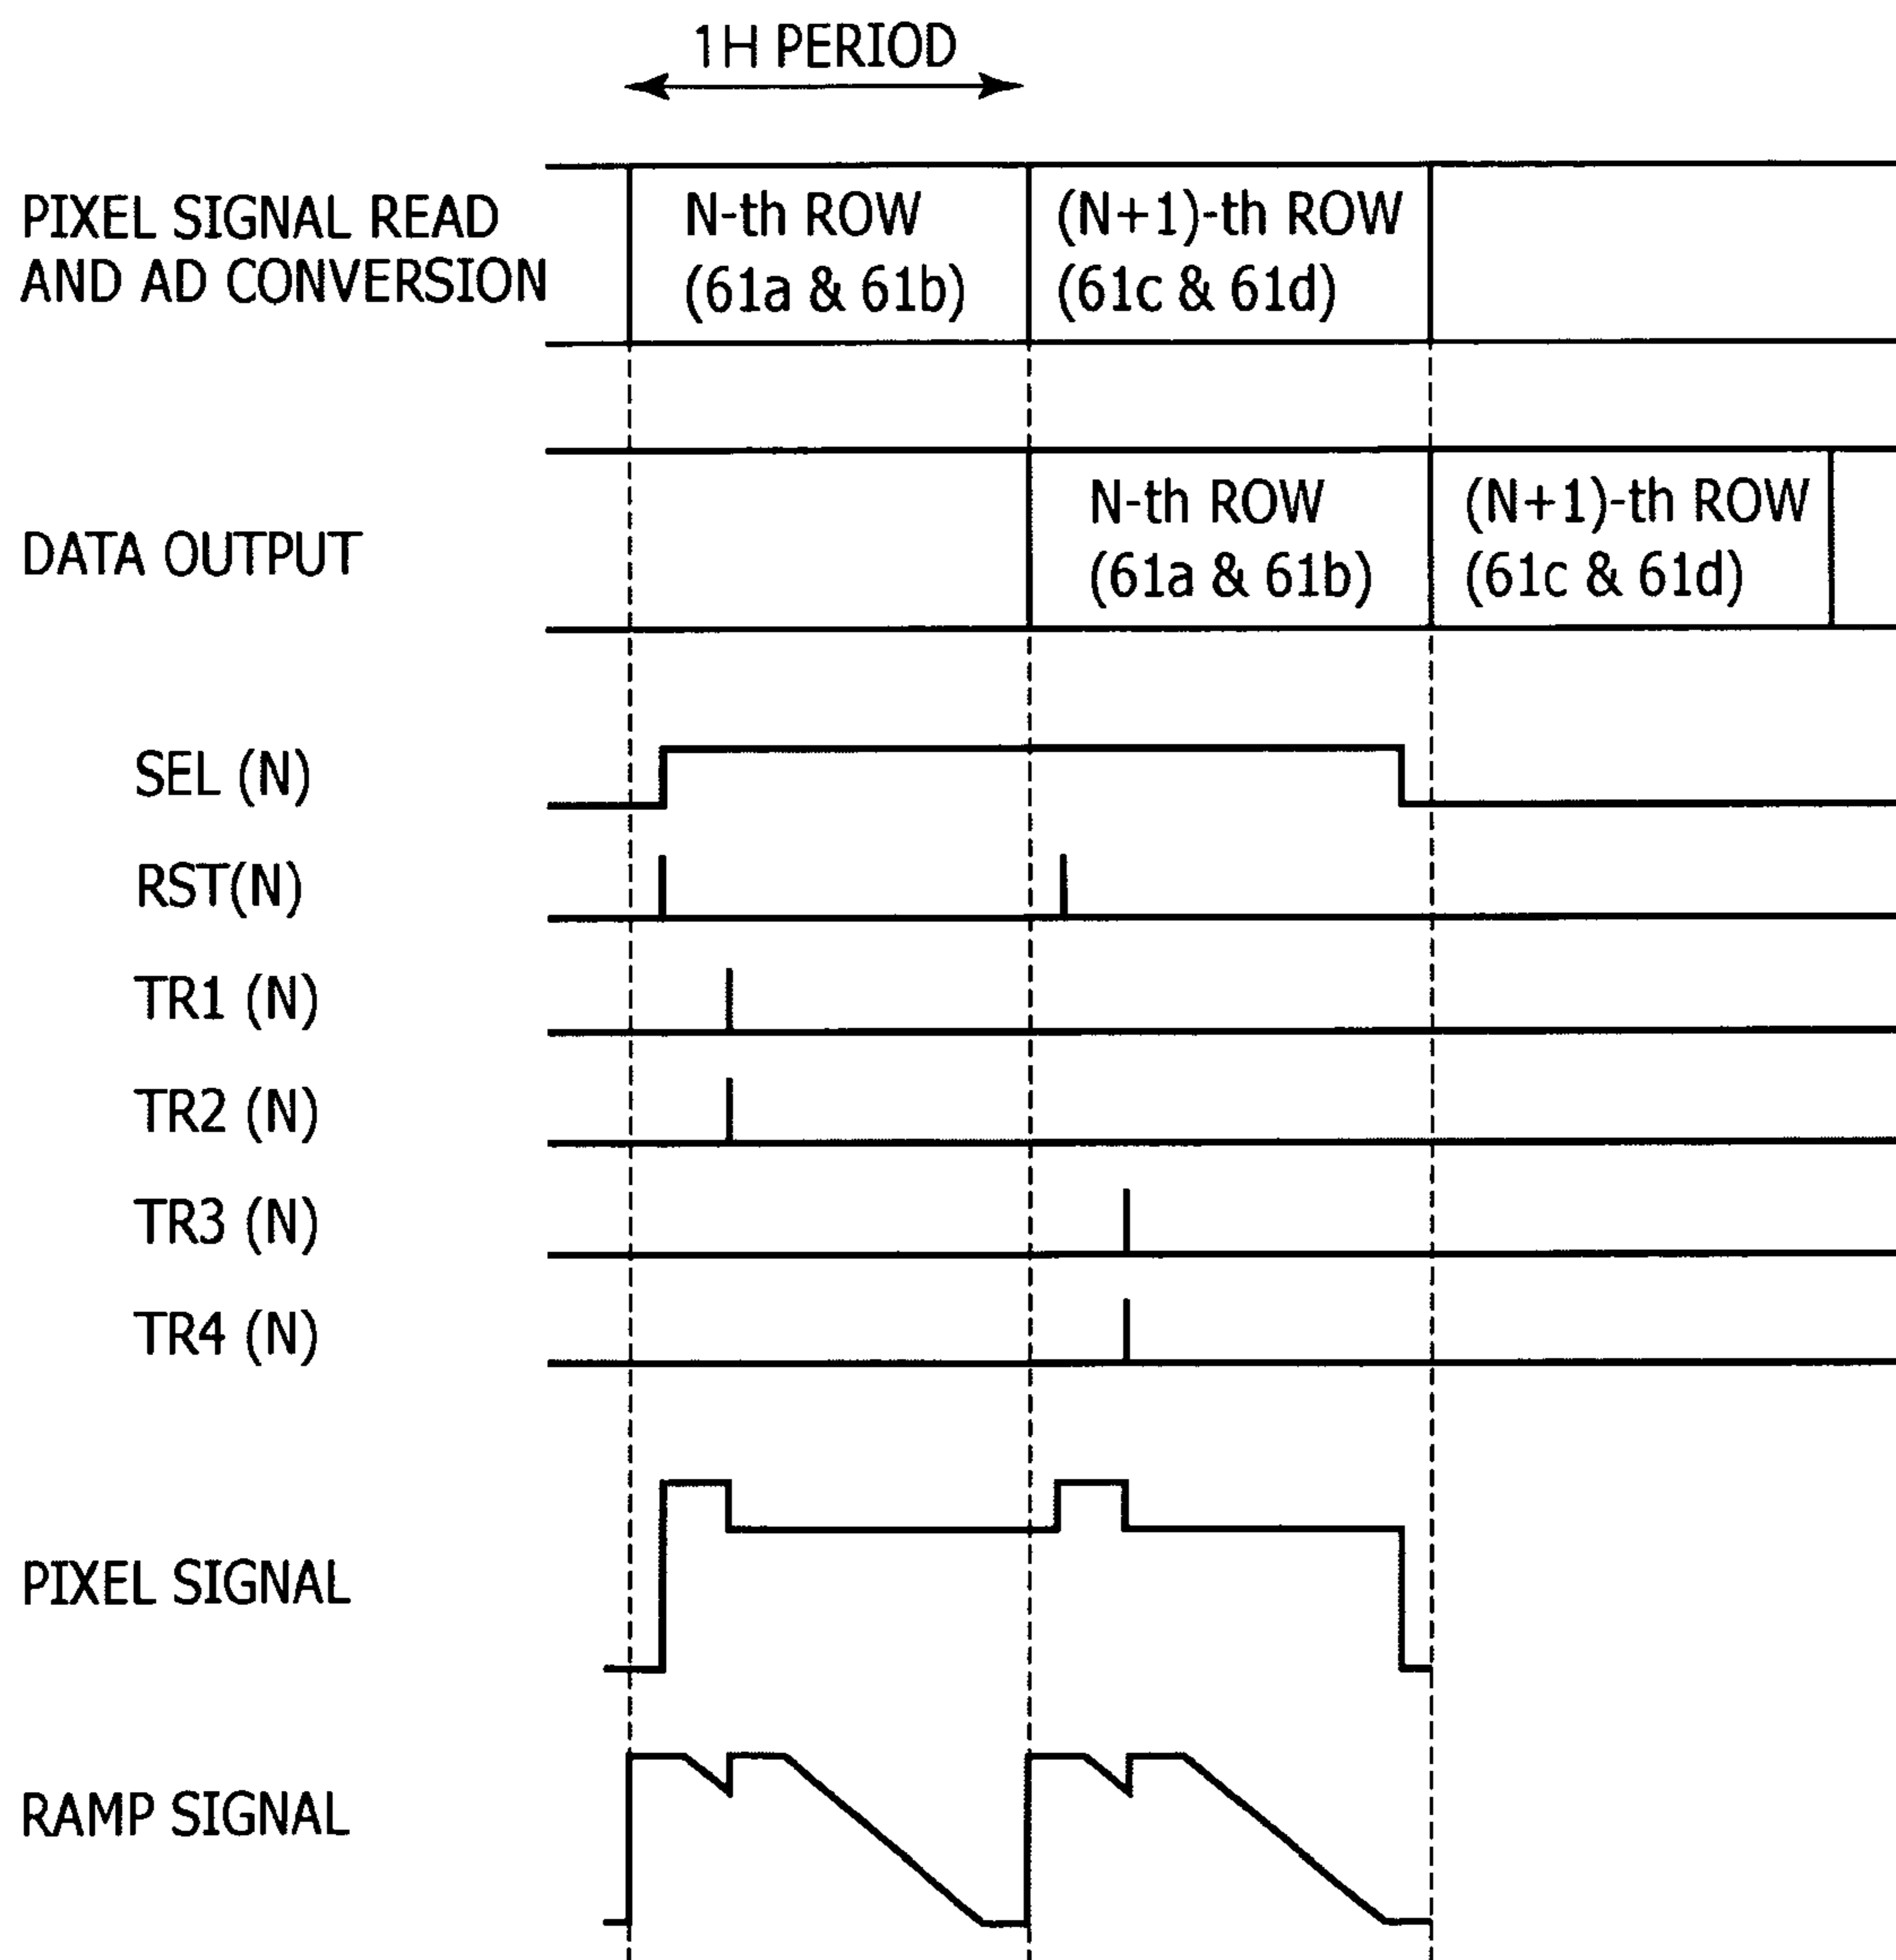 1H PERIOD
PIXEL SIGNAL READ
AND AD CONVERSION
N-th ROW
(61a & 61b)
(N+1)-th ROW
(61c & 61d)
DATA OUTPUT
N-th ROW
(61a & 61b)
(N+1)-th ROW
(61c & 61d)
SEL (N)
RST(N)
TR1 (N)
TR2 (N)
TR3 (N)
TR4 (N)
PIXEL SIGNAL
RAMP SIGNAL